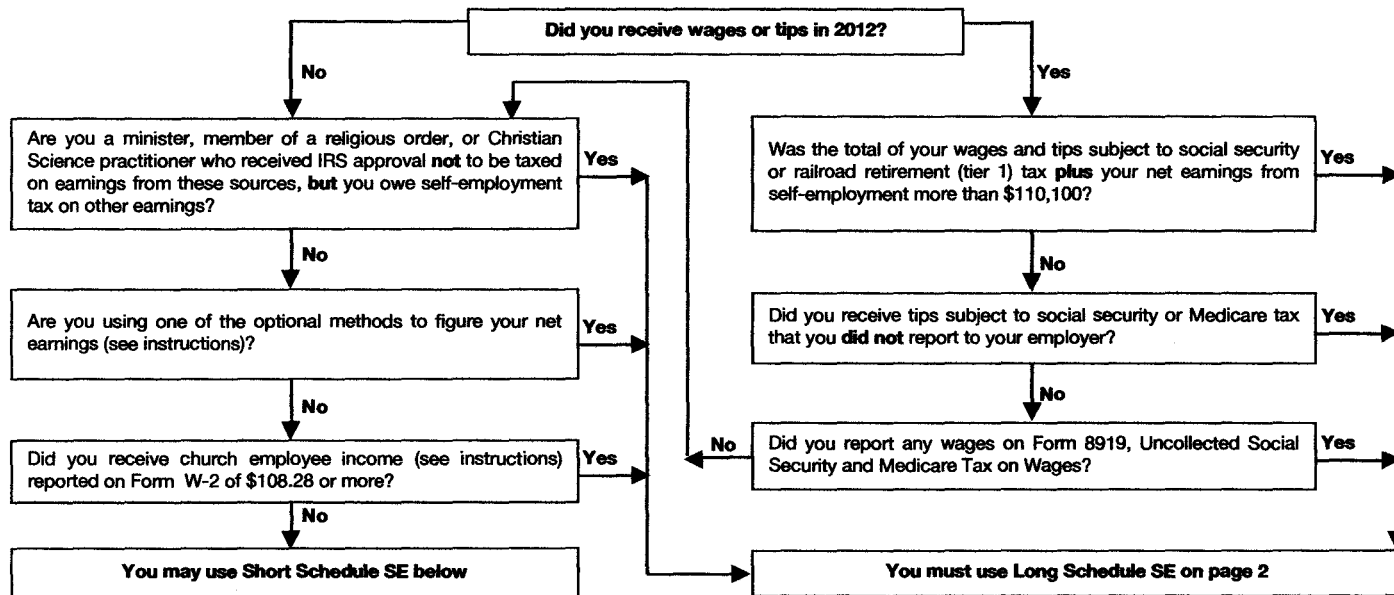 Did you receive wages or tips in 2012?
No
Yes
Are you a minister, member of a religious order, or Christian
Science practitioner who received IRS approval not to be taxed
on earnings from these sources, but you owe self-employment
tax on other earnings?
Yes
Was the total of your wages and tips subject to social security
or railroad retirement (tier 1) tax plus your net earnings from
self-employment more than $110,100?
Yes
No
No
Are you using one of the optional methods to figure your net
earnings (see instructions)?
Yes
Did you receive tips subject to social security or Medicare tax
that you did not report to your employer?
Yes
No
No
Did you receive church employee income (see instructions)
reported on Form W-2 of $108.28 or more?
Yes
No
Did you report any wages on Form 8919, Uncollected Social
Security and Medicare Tax on Wages?
Yes
No
You may use Short Schedule SE below
You must use Long Schedule SE on page 2